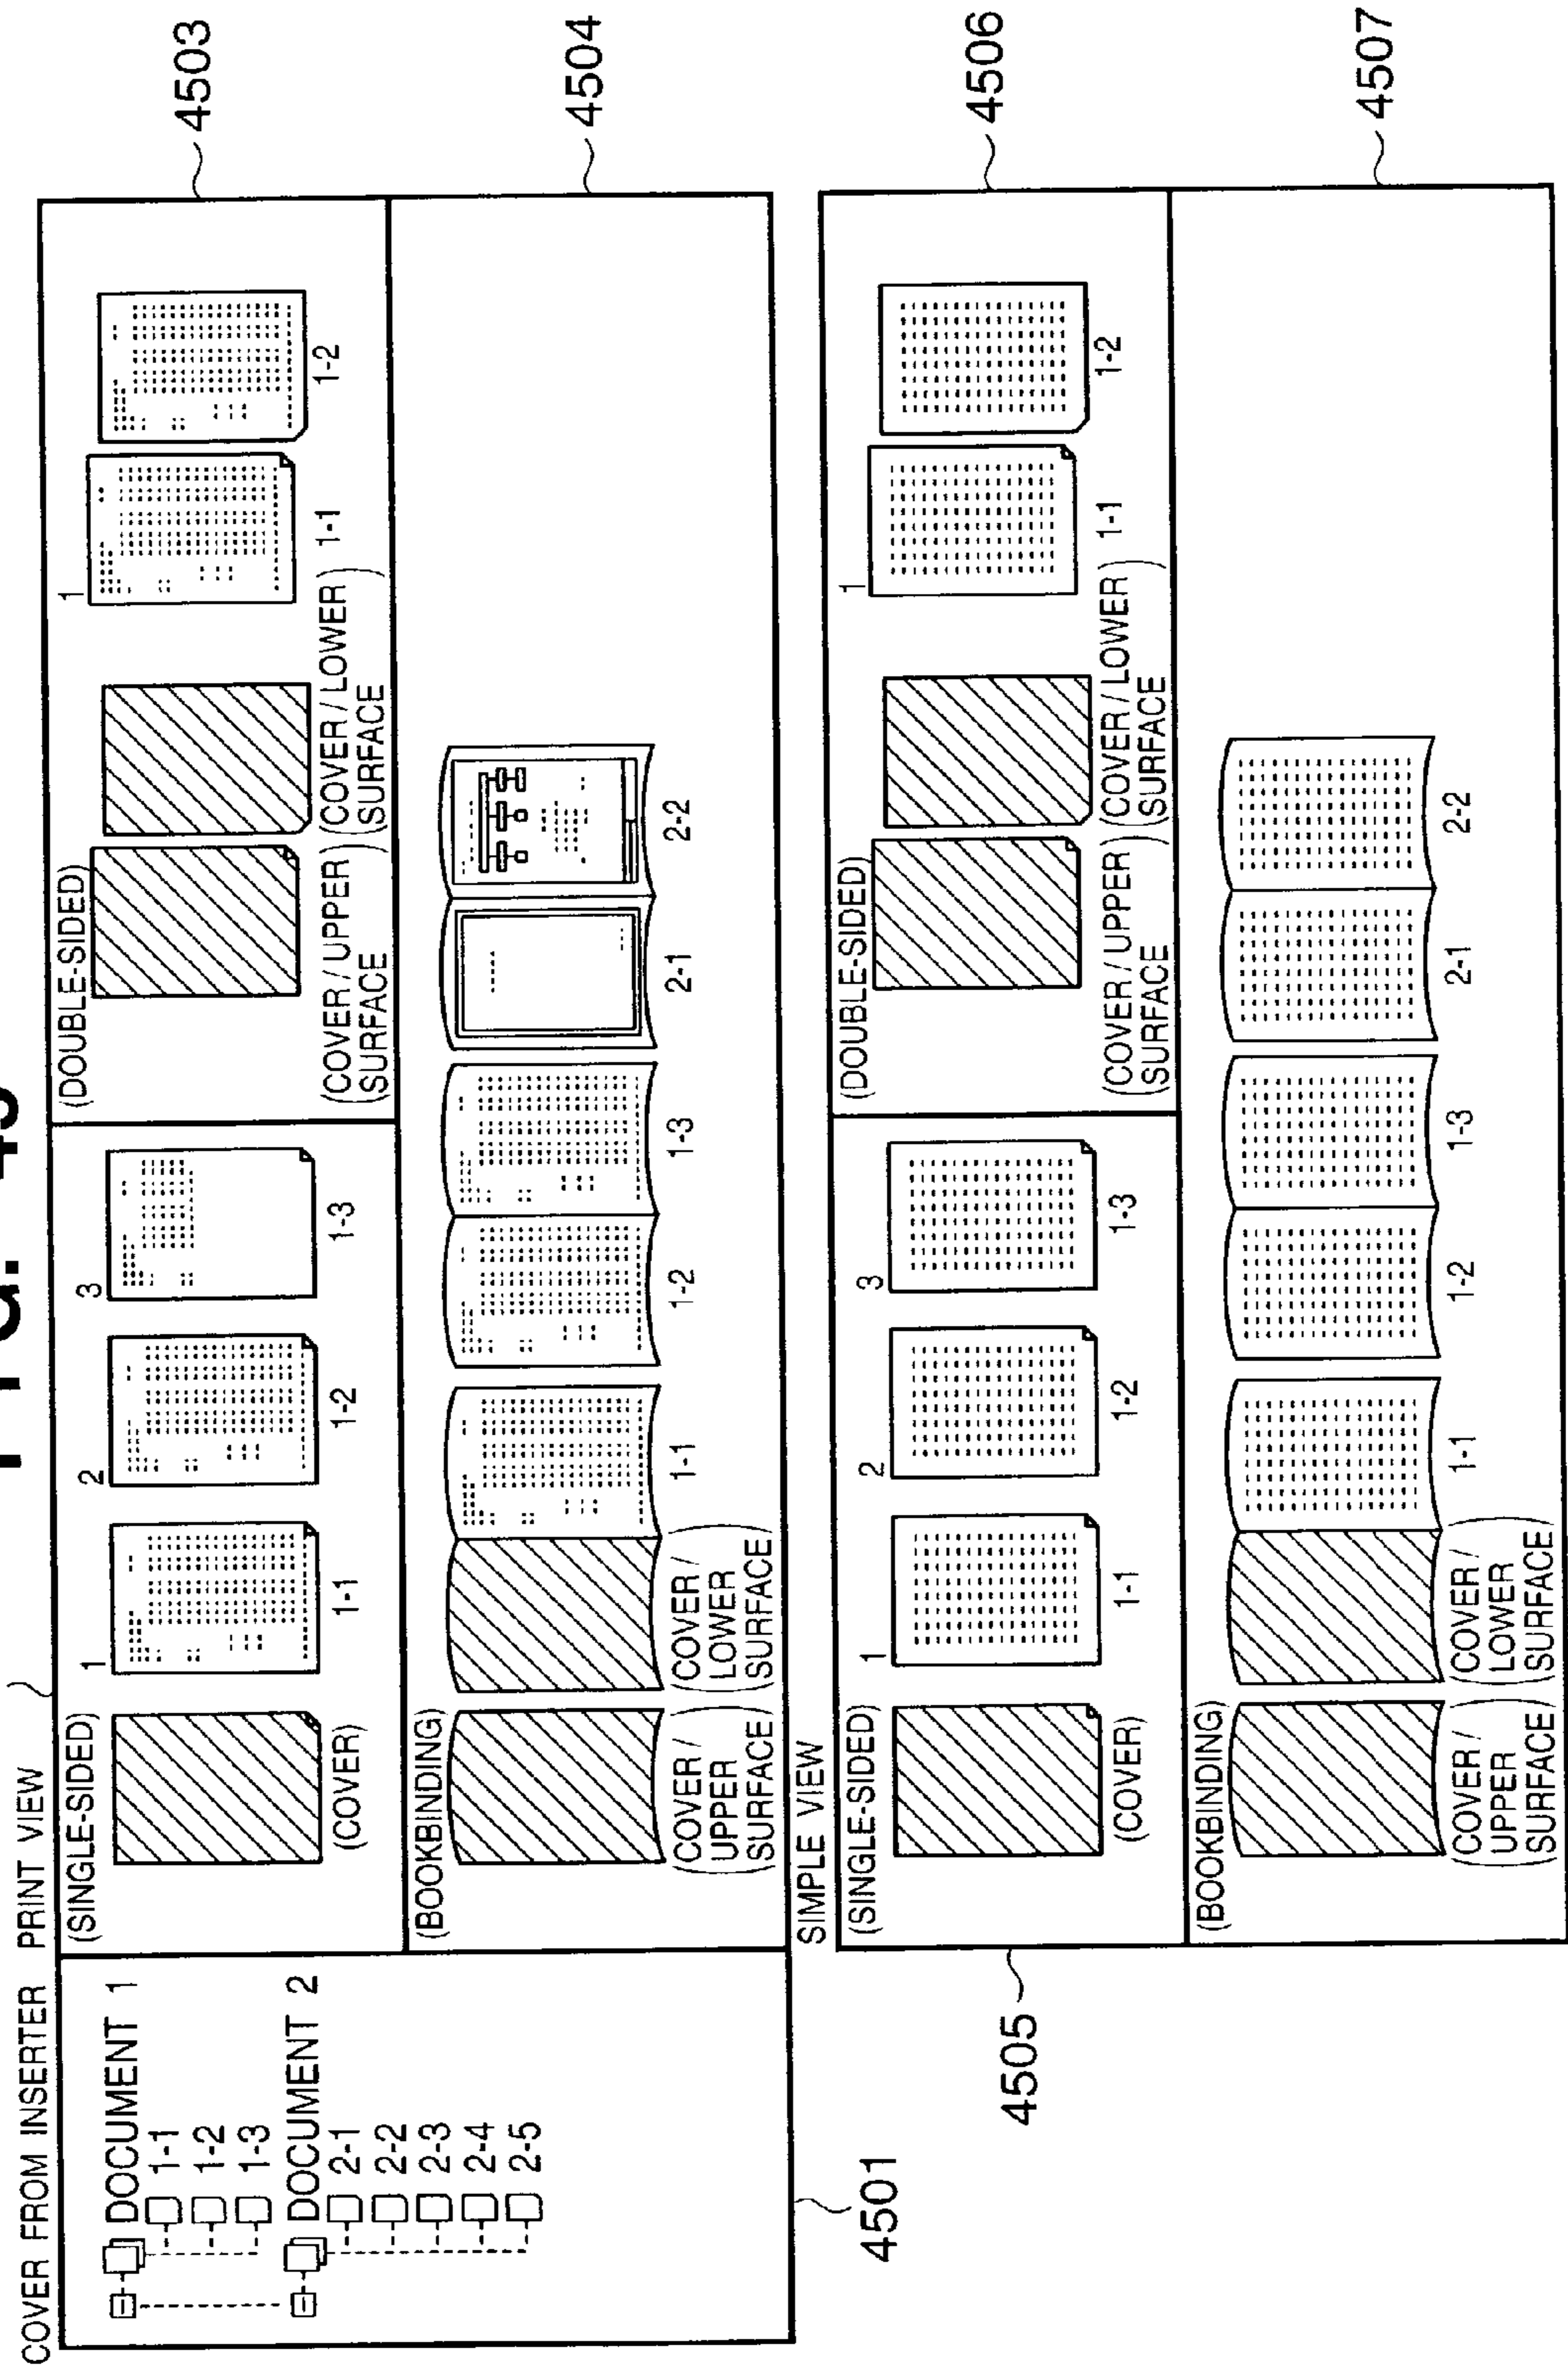 COVER FROM INSERTER
PRINT VIEW
DOCUMENT 1
1-1
1-2
1-3
DOCUMENT 2
2-1
2-2
2-3
2-4
2-5
4501
(SINGLE-SIDED)
(COVER)
1
1-1
2
1-2
3
1-3
(DOUBLE-SIDED)
(COVER / UPPER
SURFACE)
(COVER / LOWER
SURFACE)
1
1-1
1-2
4503
(BOOKBINDING)
(COVER /
UPPER
SURFACE)
(COVER /
LOWER
SURFACE)
1-1
1-2
1-3
2-1
2-2
4504
SIMPLE VIEW
4505
(SINGLE-SIDED)
(COVER)
1
1-1
2
1-2
3
1-3
(DOUBLE-SIDED)
(COVER / UPPER
SURFACE)
(COVER / LOWER
SURFACE)
1
1-1
1-2
4506
(BOOKBINDING)
(COVER /
UPPER
SURFACE)
(COVER /
LOWER
SURFACE)
1-1
1-2
1-3
2-1
2-2
4507